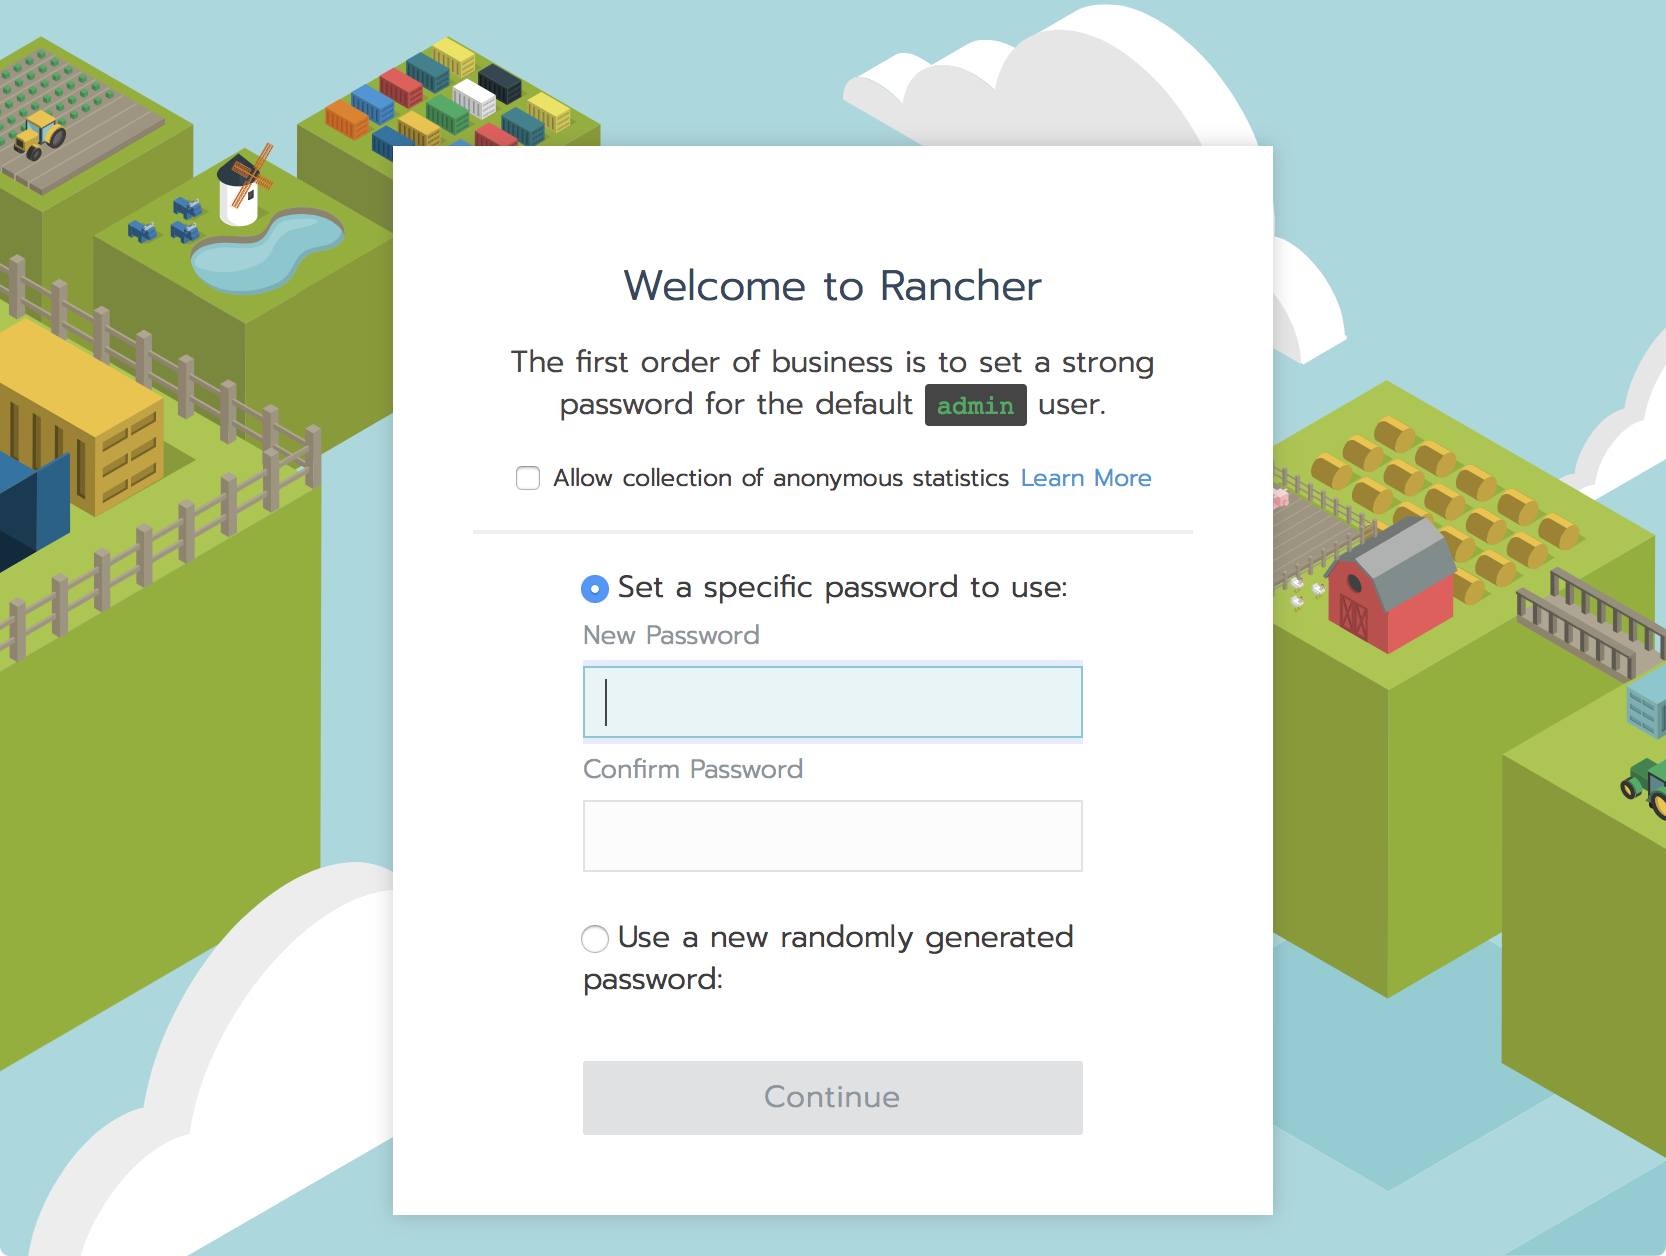 Welcome to Rancher
The first order of business is to set a strong
password for the default admin user.
Allow collection of anonymous statistics Learn More
Set a specific password to use:
New Password
Confirm Password
Use a new randomly generated
password:
Continue